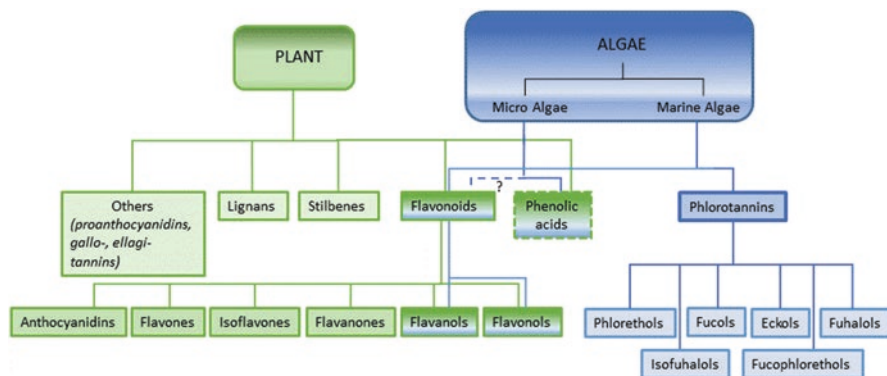 PLANT
ALGAE
Micro Algae
Marine Algae
?
Others
(proanthocyanidins,
gallo-, ellagi-
tannins)
Lignans
Stilbenes
Flavonoids
Phenolic
acids
Phlorotannins
Anthocyanidins
Flavones
Isoflavones
Flavanones
Flavanols
Flavonols
Phlorethols
Fucols
Eckols
Fuhalols
Isofuhalols
Fucophlorethols